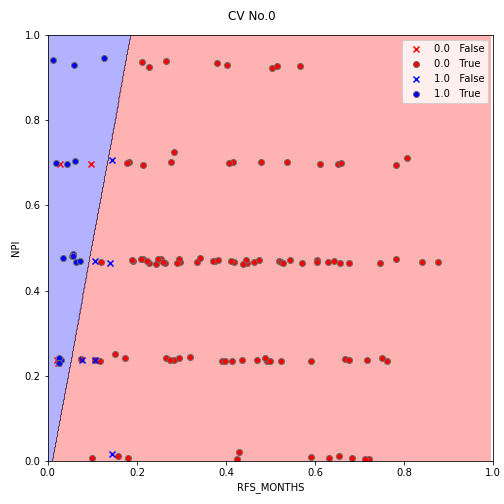 CV No.0
1.0
0.8
0.6
0.4
0.2
0.0
NPI
0.0 False
0.0 True
1.0 False
1.0 True
0.0 0.2 0.4 0.6 0.8 1.0
RFS_MONTHS